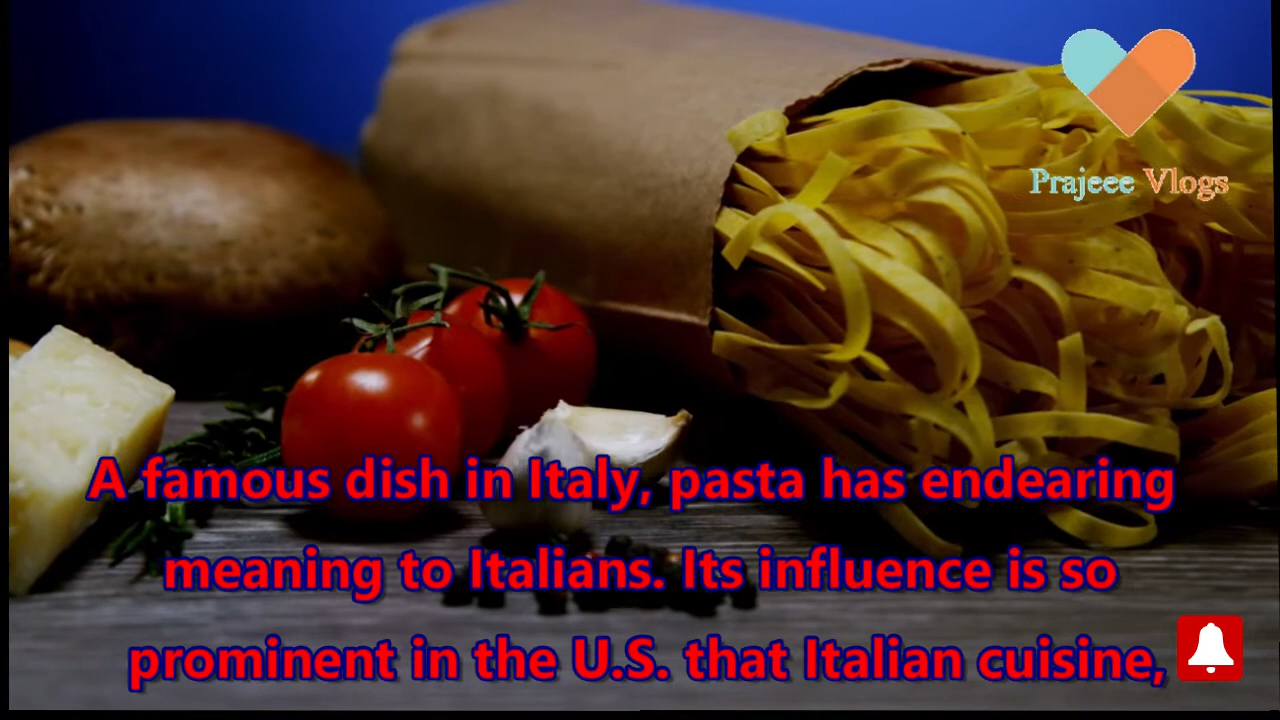 Prajeee Vlogs
A famous dish in Italy, pasta has endearing
meaning to Italians. Its influence is so
prominent in the U.S. that Italian cuisine,